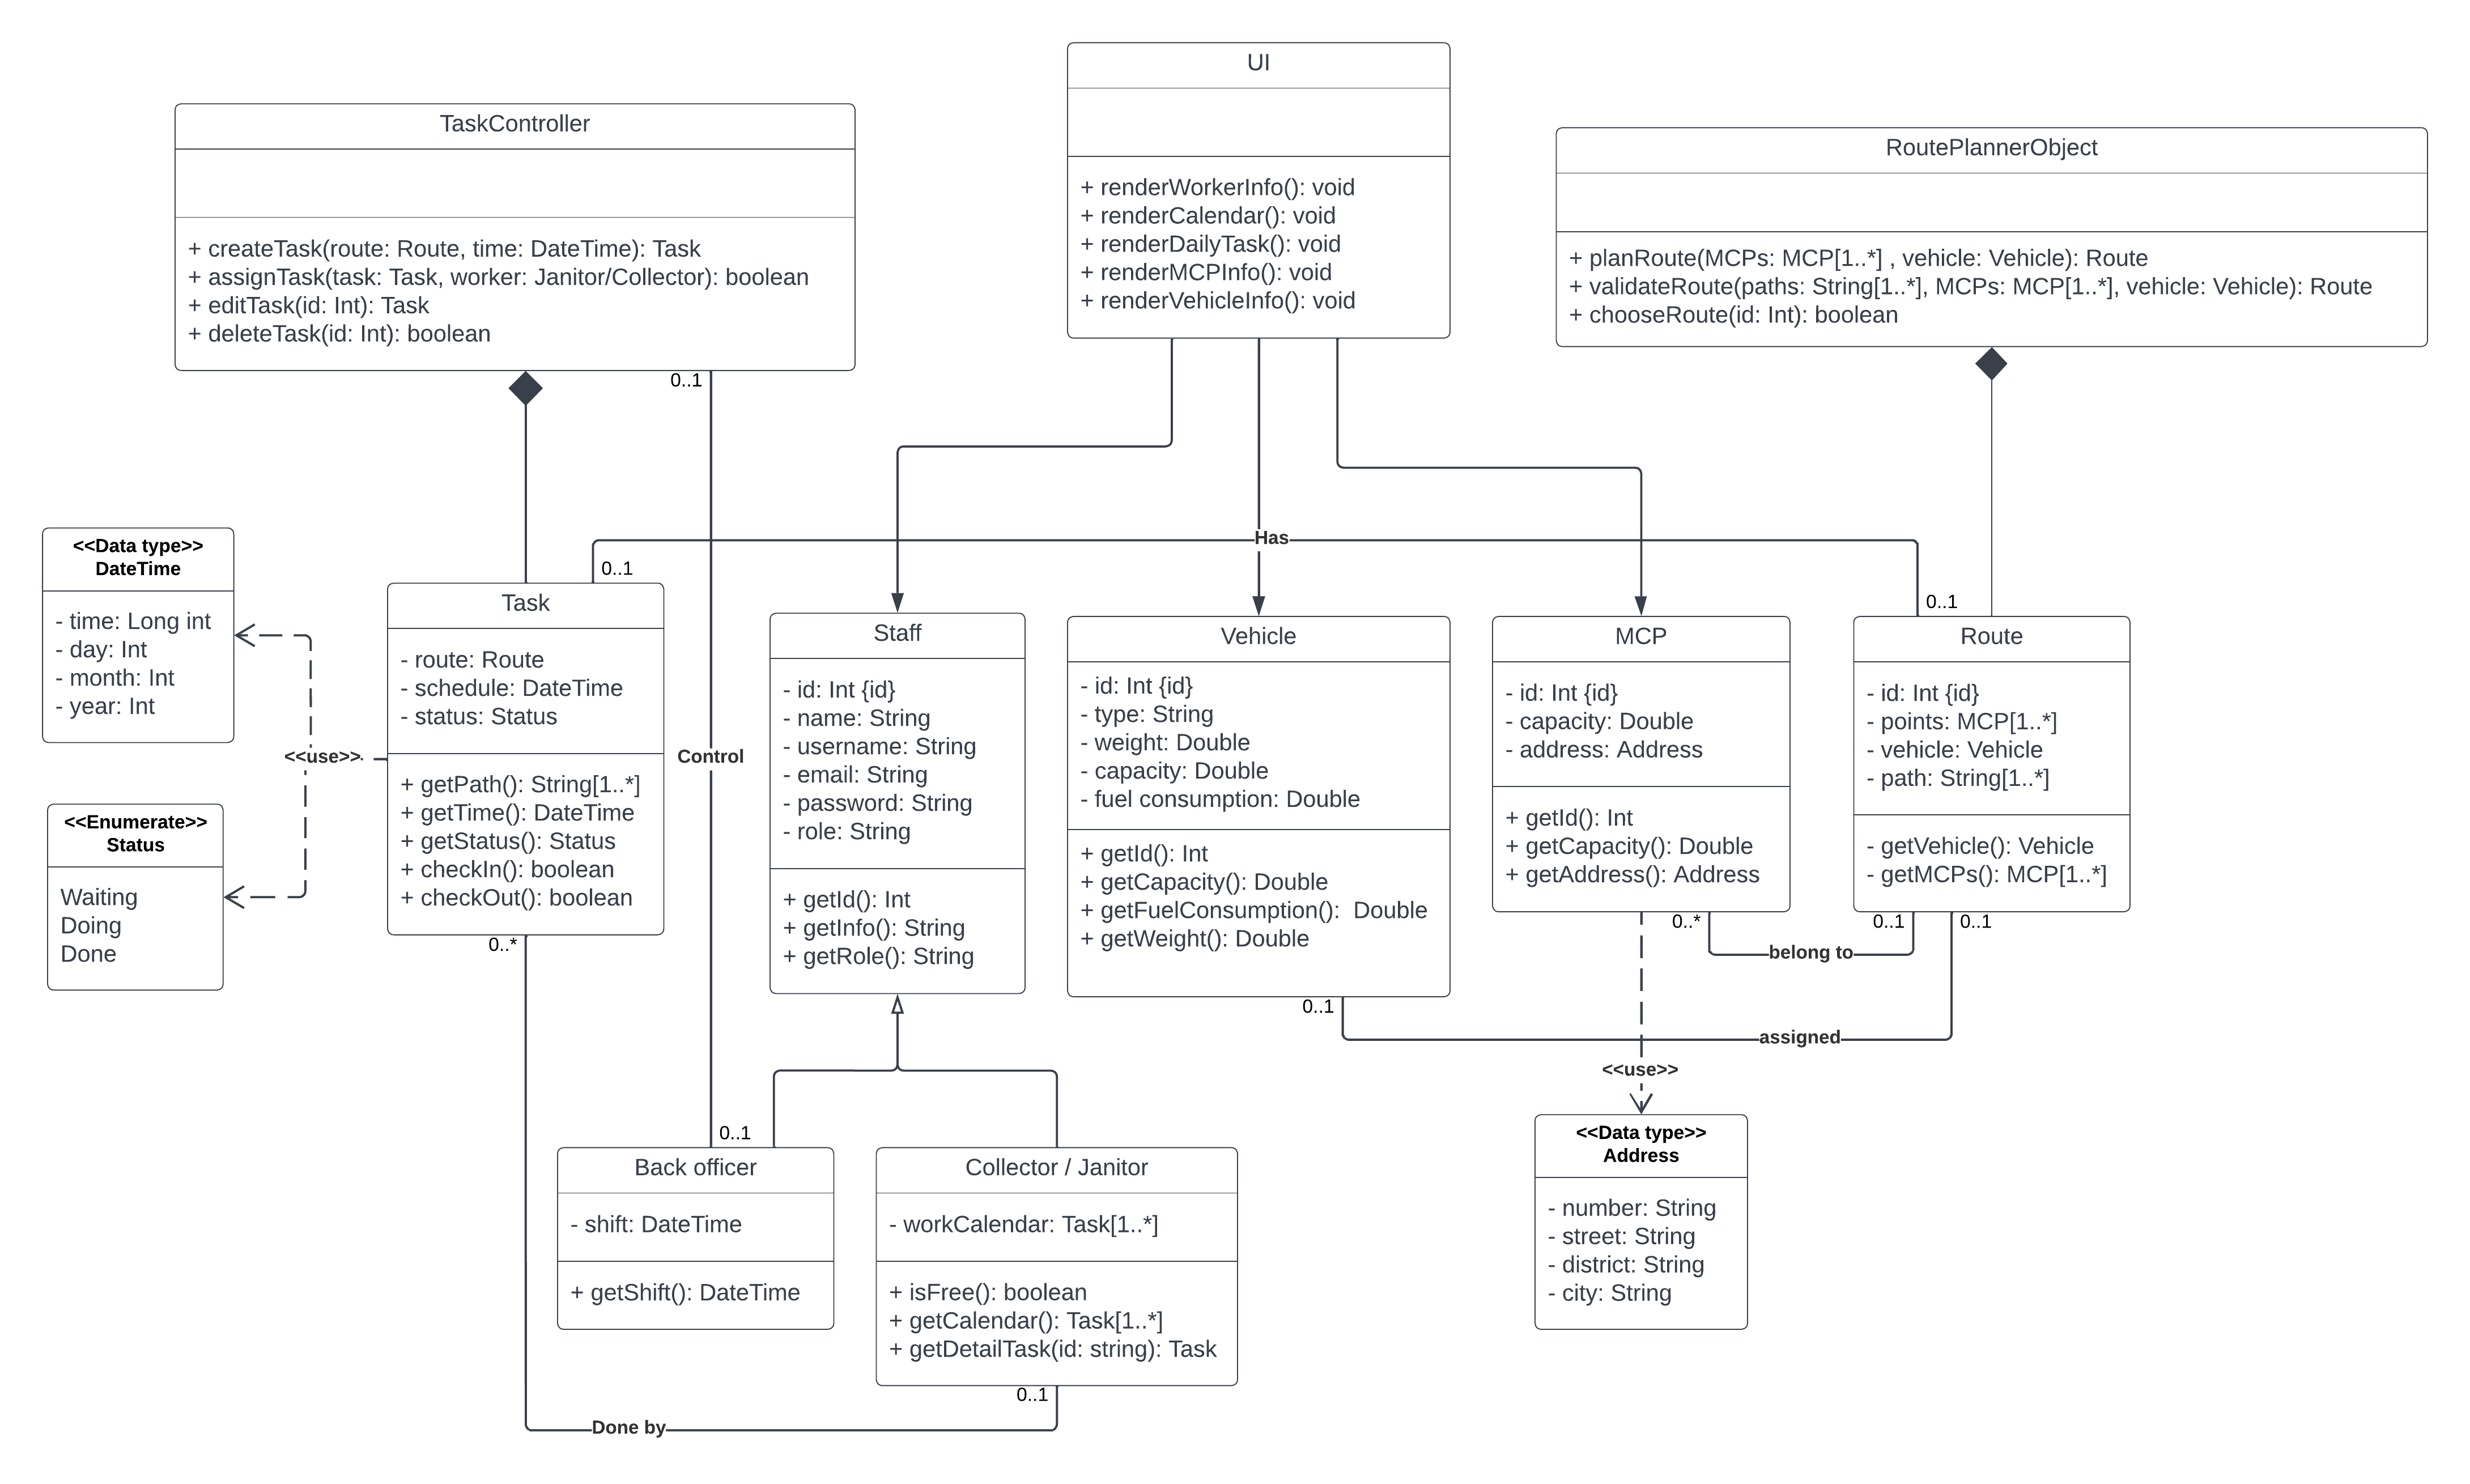 UI
+ renderWorkerInfo(): void
+ renderCalendar(): void
+ renderDailyTask(): void
+ renderMCPInfo(): void
+ renderVehicleInfo(): void
TaskController
+ createTask(route: Route, time: DateTime): Task
+ assignTask(task: Task, worker: Janitor/Collector): boolean
+ editTask(id: Int): Task
+ deleteTask(id: Int): boolean
RoutePlannerObject
+ planRoute(MCPs: MCP[1..*] , vehicle: Vehicle): Route
+ validateRoute(paths: String[1..*], MCPs: MCP[1..*], vehicle: Vehicle): Route
+ chooseRoute(id: Int): boolean
0..1
Has
0..1
0..1
<<Data type>>
DateTime
- time: Long int
- day: Int
- month: Int
- year: Int
<<use>>
<<Enumerate>>
Status
Waiting
Doing
Done
Task
- route: Route
- schedule: DateTime
- status: Status
+ getPath(): String[1..*]
+ getTime(): DateTime
+ getStatus(): Status
+ checkIn(): boolean
+ checkOut(): boolean
0..*
Control
Staff
- id: Int {id}
- name: String
- username: String
- email: String
- password: String
- role: String
+ getId(): Int
+ getInfo(): String
+ getRole(): String
Vehicle
- id: Int {id}
- type: String
- weight: Double
- capacity: Double
- fuel consumption: Double
+ getId(): Int
+ getCapacity(): Double
+ getFuelConsumption():  Double
+ getWeight(): Double
0..1
MCP
- id: Int {id}
- capacity: Double
- address: Address
+ getId(): Int
+ getCapacity(): Double
+ getAddress(): Address
0..*
Route
- id: Int {id}
- points: MCP[1..*]
- vehicle: Vehicle
- path: String[1..*]
- getVehicle(): Vehicle
- getMCPs(): MCP[1..*]
0..1
0..1
belong to
assigned
<<use>>
0..1
Back officer
- shift: DateTime
+ getShift(): DateTime
Collector / Janitor
- workCalendar: Task[1..*]
+ isFree(): boolean
+ getCalendar(): Task[1..*]
+ getDetailTask(id: string): Task
0..1
Done by
<<Data type>>
Address
- number: String
- street: String
- district: String
- city: String